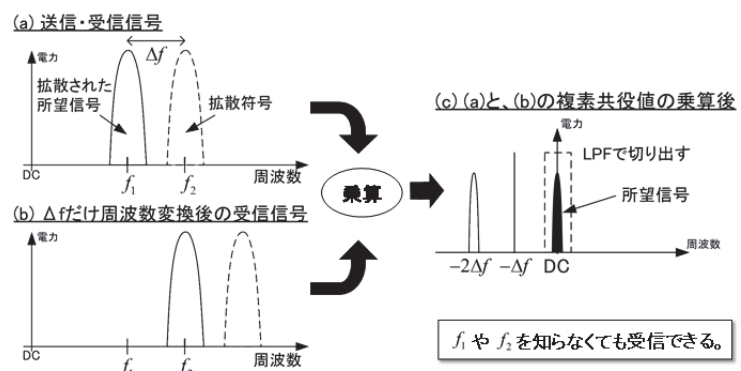 (a) 送信・受信信号
Δf
電力
拡散された
所望信号
拡散符号
DC
f₁
f₂
周波数
(b) Δfだけ周波数変換後の受信信号
電力
DC
周波数
乗算
(c) (a)と、(b)の複素共役値の乗算後
電力
LPFで切り出す
所望信号
周波数
−2Δf
−Δf
DC
f₁ や f₂ を知らなくても受信できる。